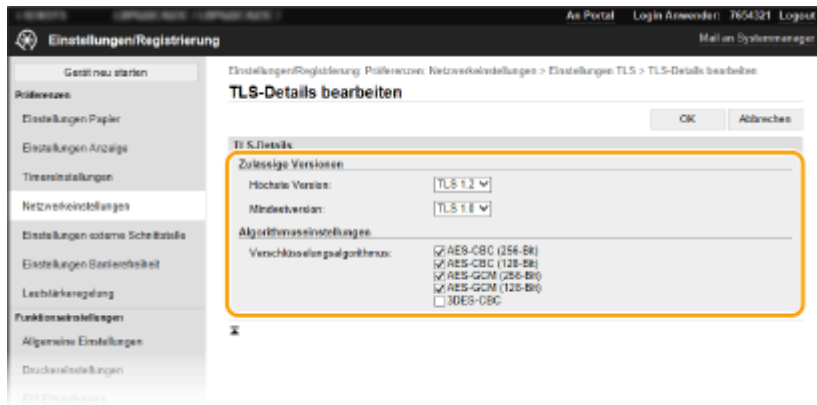 An Portal Login Anwender: 7654321 Logout
Einstellungen/Registrierung
Mail an Systemmanager
Gerät neu starten
Präferenzen
Einstellungen Papier
Einstellungen Anzeige
Timereinstellungen
Netzwerkeinstellungen
Einstellungen externe Schnittstelle
Einstellungen Barrierefreiheit
Lautstärkeregelung
Funktionseinstellungen
Allgemeine Einstellungen
Druckereinstellungen
Einstellungen/Registrierung: Präferenzen: Netzwerkeinstellungen > Einstellungen TLS > TLS-Details bearbeiten
TLS-Details bearbeiten
OK Abbrechen
TLS-Details
Zulässige Versionen
Höchste Version: TLS 1.2
Mindestversion: TLS 1.0
Algorithmuseinstellungen
Verschlüsselungsalgorithmus: AES-CBC (256-Bit)
AES-CBC (128-Bit)
AES-GCM (256-Bit)
AES-GCM (128-Bit)
3DES-CBC